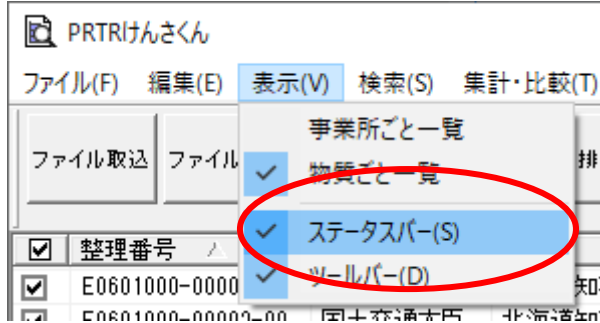 PRTRけんさくん
ファイル(F) 編集(E) 表示(V) 検索(S) 集計・比較(T)
事業所ごと一覧
ファイル取込 ファイル 排
物質ごと一覧
ステータスバー(S)
整理番号
ツールバー(D)
E0601000-0000 知
E0601000-00002-00 国土交通大臣 北海道知